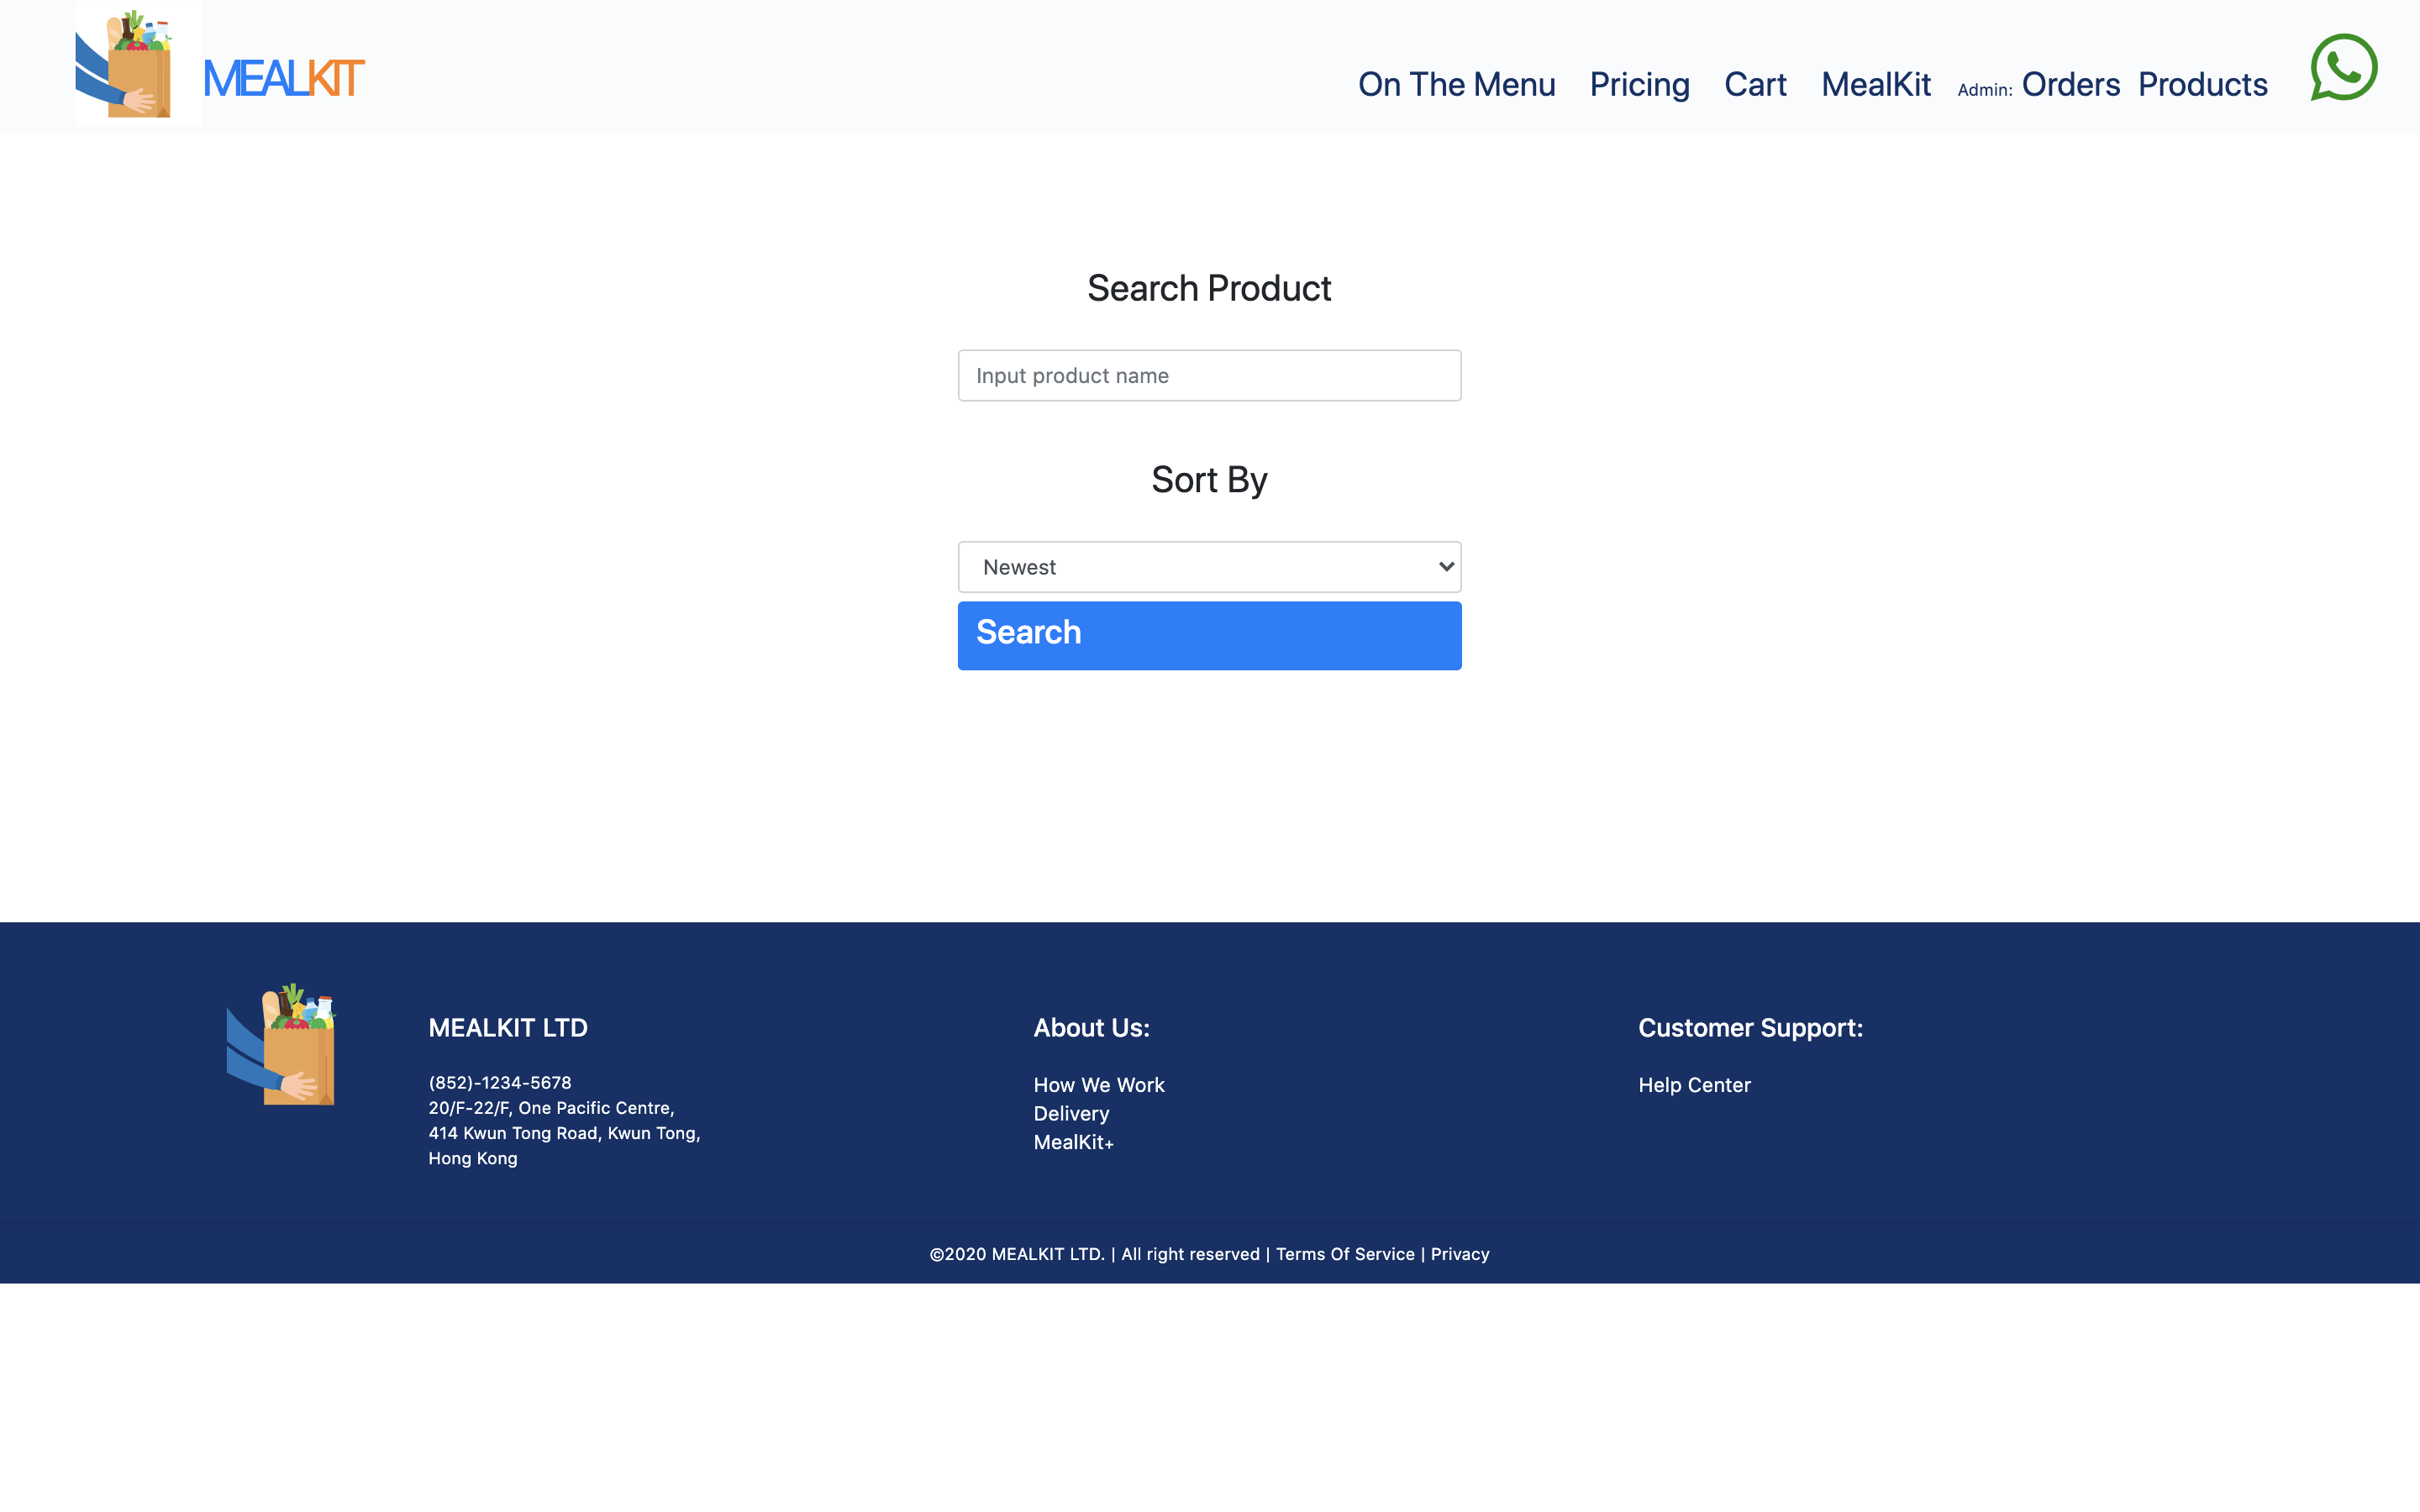 MEALKIT
On The Menu Pricing Cart MealKit Admin: Orders Products
Search Product
Input product name
Sort By
Newest
Search
MEALKIT LTD
(852)-1234-5678
20/F-22/F, One Pacific Centre,
414 Kwun Tong Road, Kwun Tong,
Hong Kong
About Us:
How We Work
Delivery
MealKit+
Customer Support:
Help Center
©2020 MEALKIT LTD. | All right reserved | Terms Of Service | Privacy